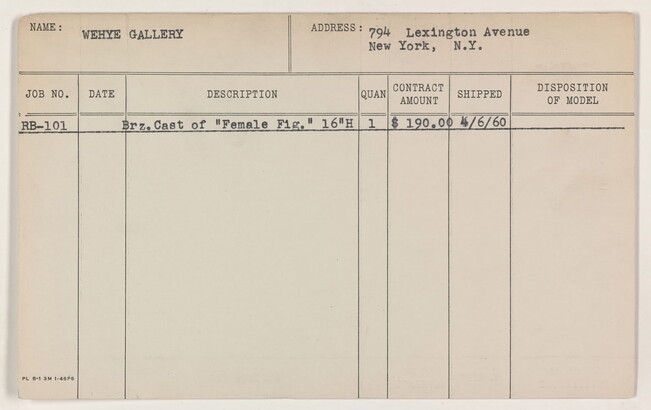 NAME: WEHYE GALLERY ADDRESS: 794 Lexington Avenue
New York, N.Y.
JOB NO. DATE DESCRIPTION QUAN CONTRACT AMOUNT SHIPPED DISPOSITION OF MODEL
RB-101 Brz.Cast of "Female Fig." 16"H 1 $ 190.00 4/6/60